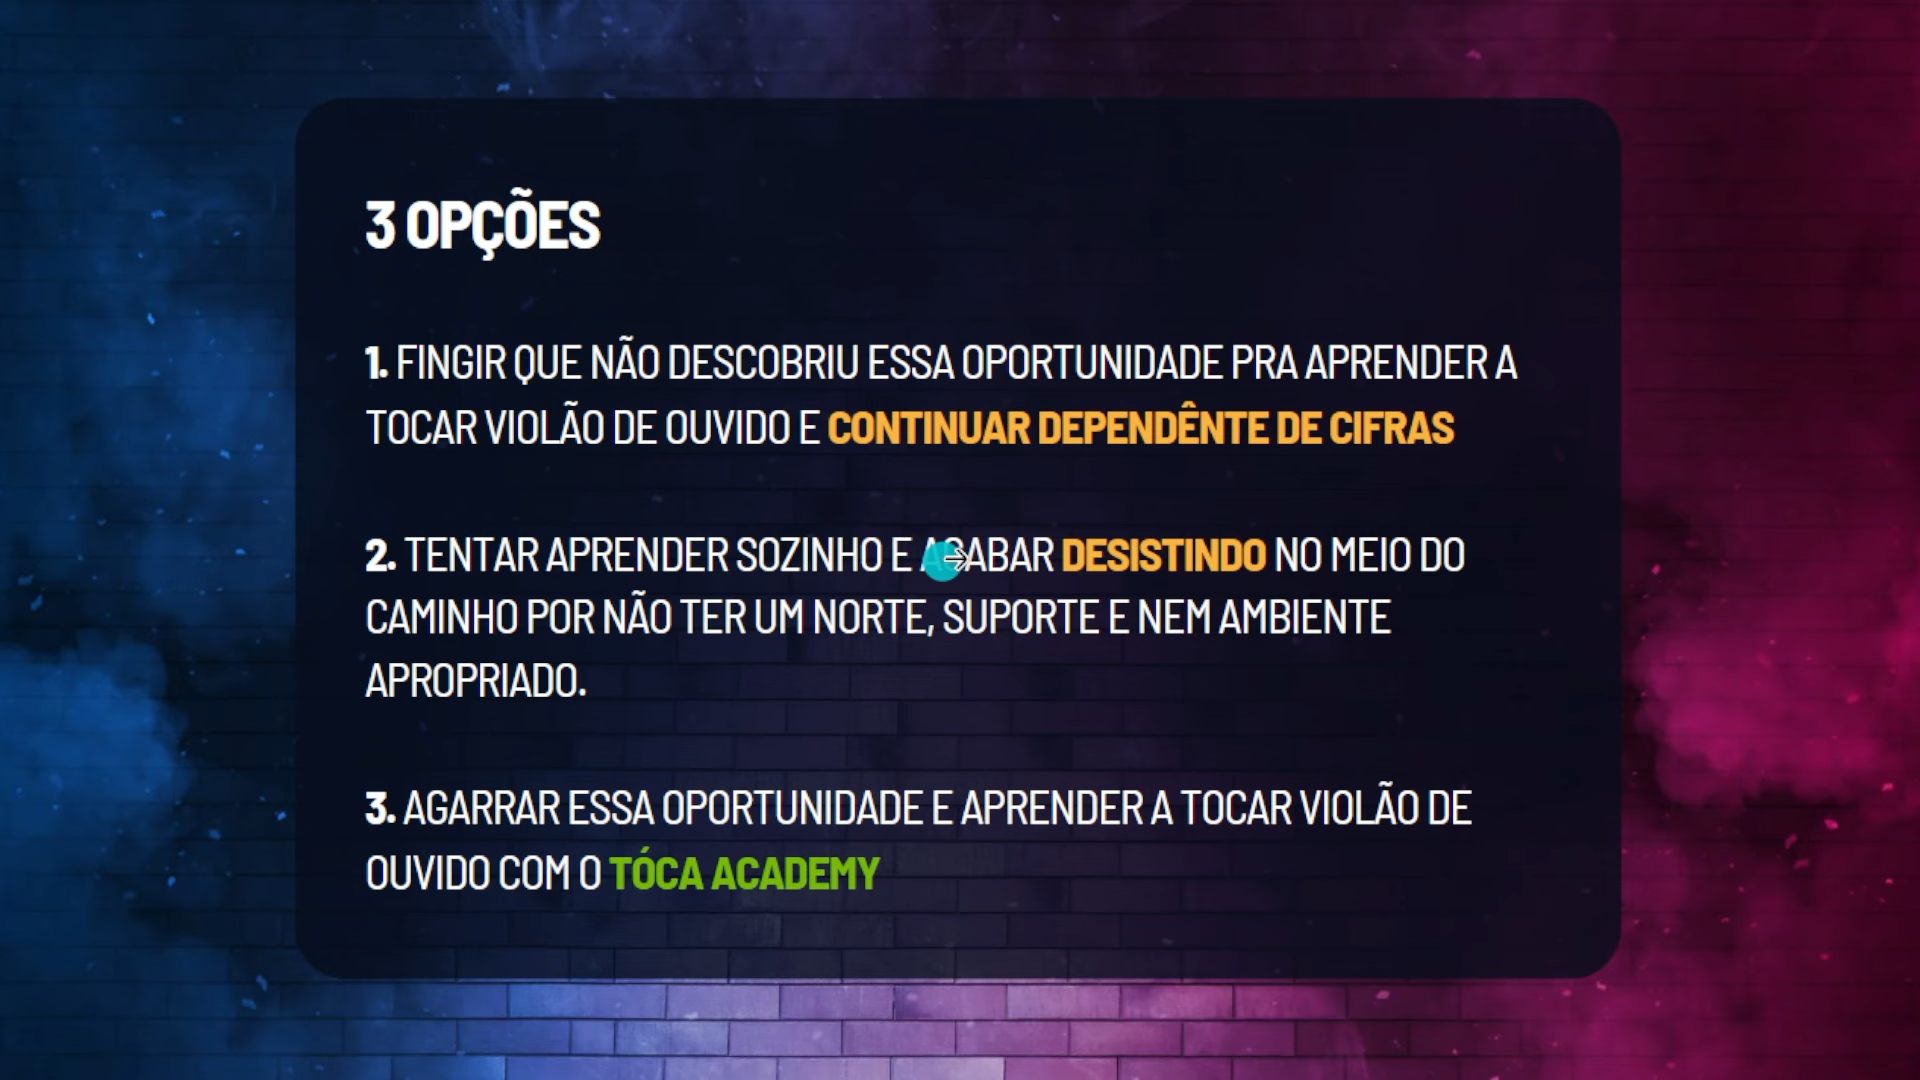 3 OPÇÕES
1. FINGIR QUE NÃO DESCOBRIU ESSA OPORTUNIDADE PRA APRENDER A
TOCAR VIOLÃO DE OUVIDO E CONTINUAR DEPENDÊNTE DE CIFRAS
2. TENTAR APRENDER SOZINHO E ACABAR DESISTINDO NO MEIO DO
CAMINHO POR NÃO TER UM NORTE, SUPORTE E NEM AMBIENTE
APROPRIADO.
3. AGARRAR ESSA OPORTUNIDADE E APRENDER A TOCAR VIOLÃO DE
OUVIDO COM O TÓCA ACADEMY